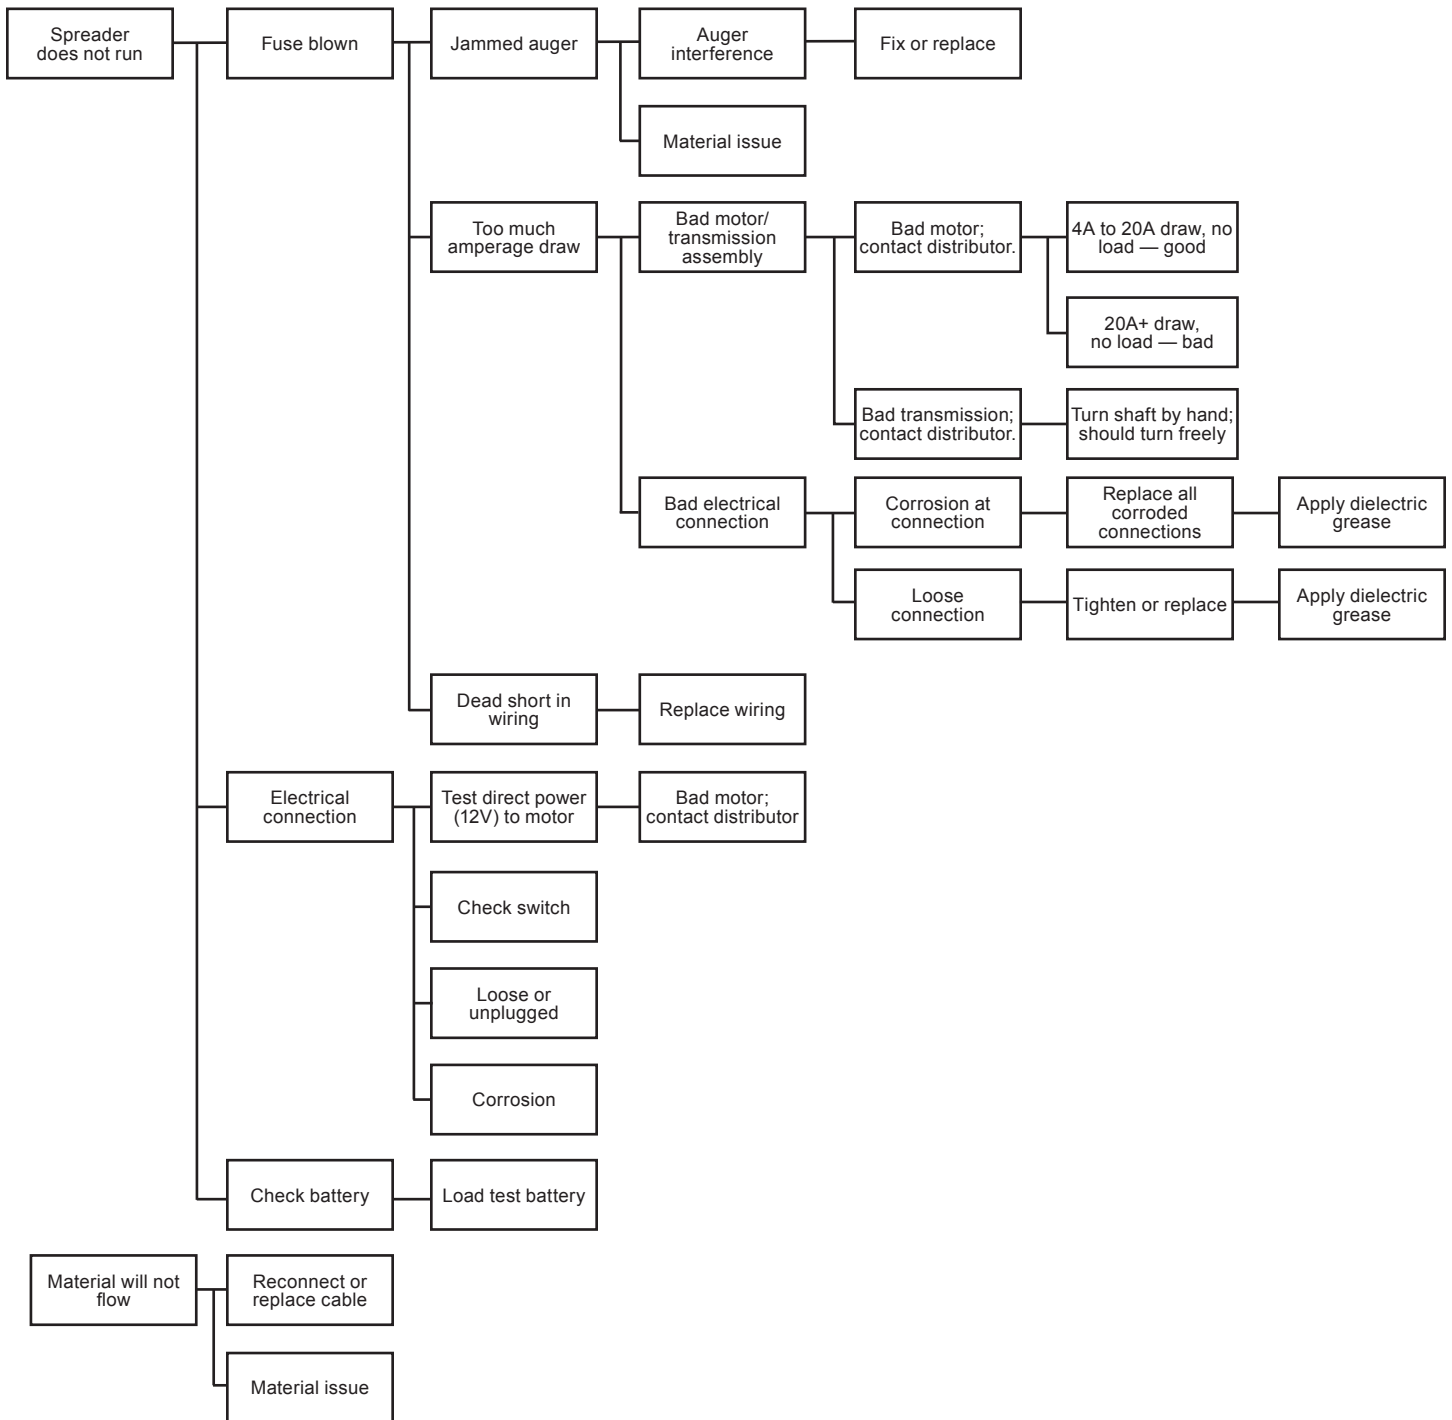 Spreader
does not run
Fuse blown
Jammed auger
Auger
interference
Fix or replace
Material issue
Too much
amperage draw
Bad motor/
transmission
assembly
Bad motor;
contact distributor.
4A to 20A draw, no
load — good
20A+ draw,
no load — bad
Bad transmission;
contact distributor.
Turn shaft by hand;
should turn freely
Bad electrical
connection
Corrosion at
connection
Replace all
corroded
connections
Apply dielectric
grease
Loose
connection
Tighten or replace
Apply dielectric
grease
Dead short in
wiring
Replace wiring
Electrical
connection
Test direct power
(12V) to motor
Bad motor;
contact distributor
Check switch
Loose or
unplugged
Corrosion
Check battery
Load test battery
Material will not
flow
Reconnect or
replace cable
Material issue